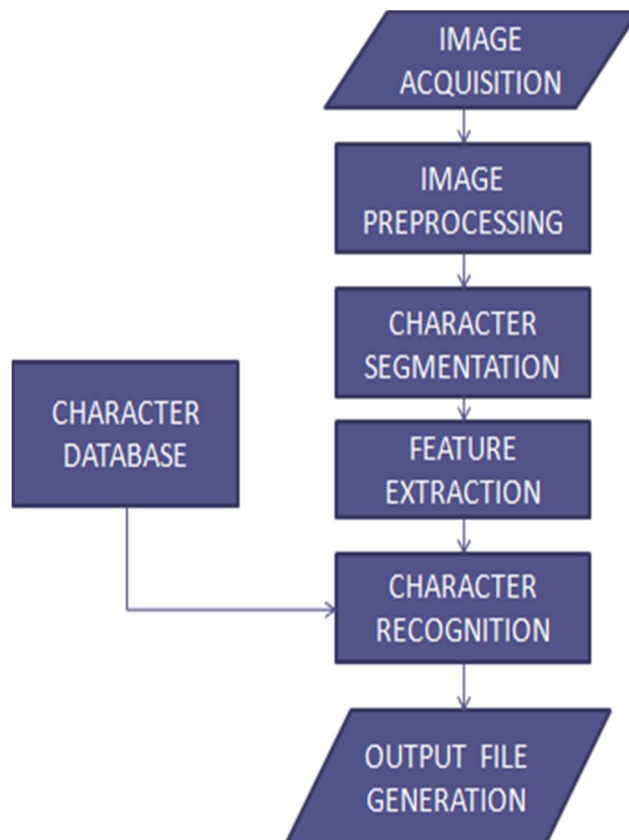 IMAGE
ACQUISITION
IMAGE
PREPROCESSING
CHARACTER
SEGMENTATION
CHARACTER
DATABASE
FEATURE
EXTRACTION
CHARACTER
RECOGNITION
OUTPUT FILE
GENERATION